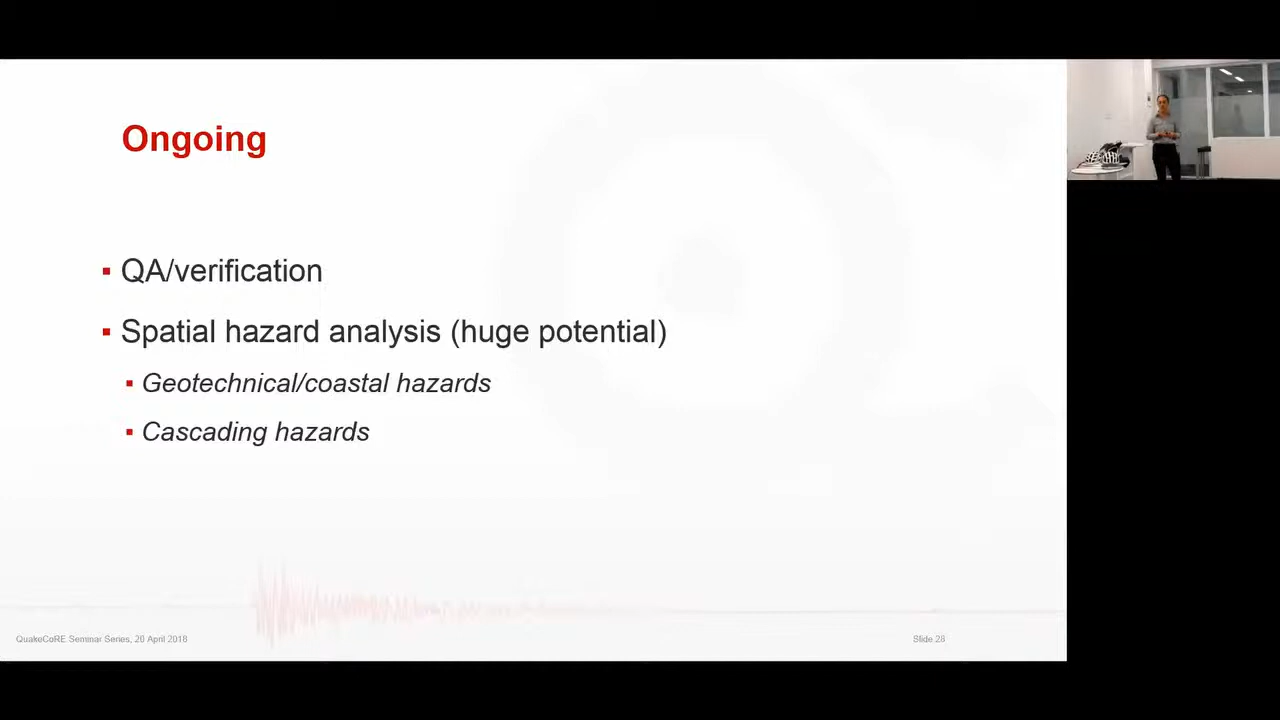 Ongoing
▪ QA/verification
▪ Spatial hazard analysis (huge potential)
▪ Geotechnical/coastal hazards
▪ Cascading hazards
QuakeCoRE Seminar Series, 20 April 2018
Slide 28